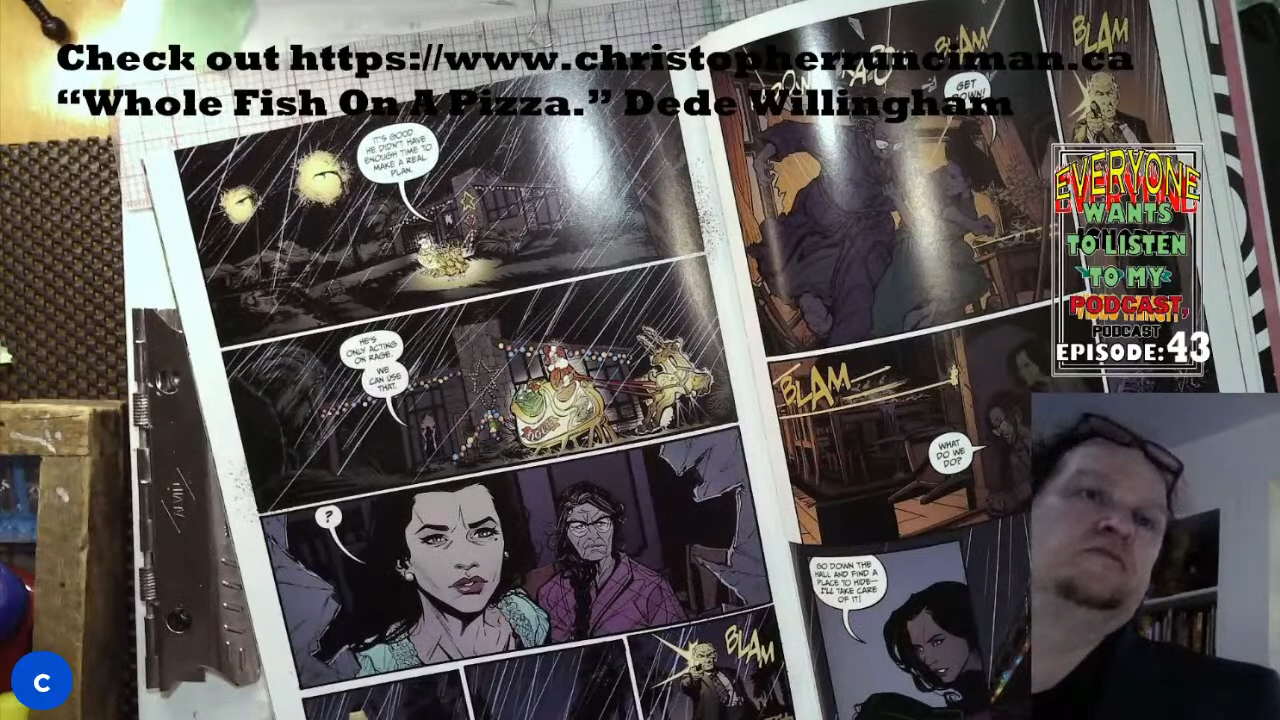 Check out https://www.christopherrunciman.ca
“Whole Fish On A Pizza.” Dede Willingham
IT'S GOOD
HE DIDN'T HAVE
ENOUGH TIME TO
MAKE A REAL
PLAN.
HE'S
ONLY ACTING
ON RAGE.
WE
CAN USE
THAT.
?
BLAM
BLAM
GET
DOWN!
BLAM
BLAM
WHAT
DO WE
DO?
GO DOWN THE
HALL AND FIND A
PLACE TO HIDE—
I'LL TAKE CARE
OF IT!
EVERYONE
WANTS
TO LISTEN
TO MY
PODCAST,
PODCAST
EPISODE:43
C